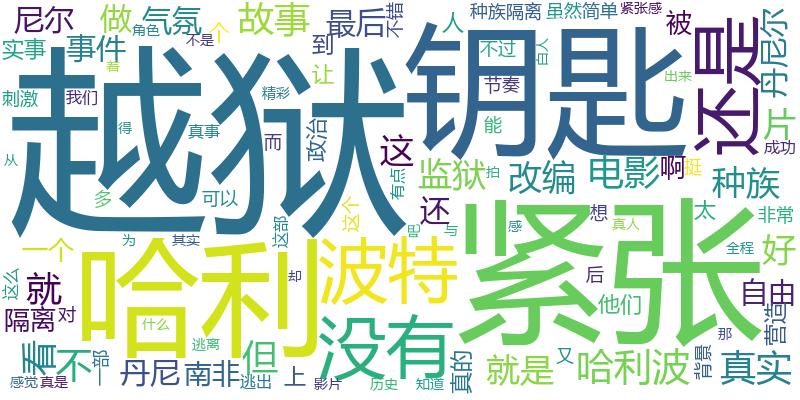 尼尔 做 气氛 故事 最后 不错 人 种族隔离 虽然 简单 紧张感 被
实事 事件 角色 个 到 不过 白人 还是 丹尼尔
越狱 钥匙
刺激 我们 不是 精彩 让 节奏 出来
着 得 真事 而 政治 这 能 片 成功
从 多 可以 有点 监狱 拍 改编 电影 啊 挺 种族
哈利 波特 紧张
一个 为 其实 这部 这个 还 吧 与 感 想 真人 太 非常
这么 就 对 却 没有 后 他们 全程 好
隔离 什么 自由
看 不 一部 逃离 但 那 营造
感觉 真是 丹尼 南非 逃出 上 影片 历史 知道 真的 就是 又 哈利波 背景 真实